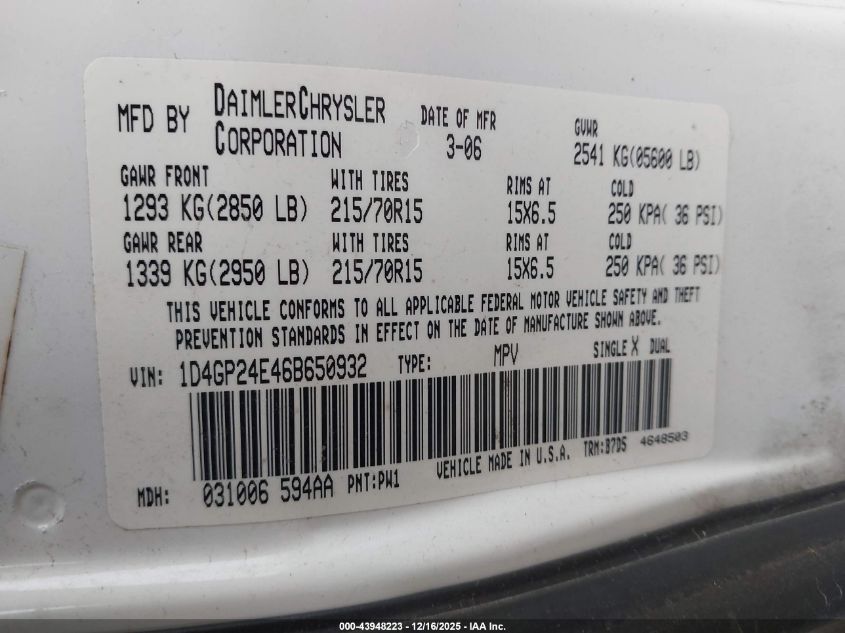 MFD BY DAIMLERCHRYSLER CORPORATION DATE OF MFR 3-06 GVWR 2541 KG(05600 LB)
GAWR FRONT WITH TIRES RIMS AT COLD
1293 KG(2850 LB) 215/70R15 15X6.5 250 KPA( 36 PSI)
GAWR REAR WITH TIRES RIMS AT COLD
1339 KG(2950 LB) 215/70R15 15X6.5 250 KPA( 36 PSI)
THIS VEHICLE CONFORMS TO ALL APPLICABLE FEDERAL MOTOR VEHICLE SAFETY AND THEFT
PREVENTION STANDARDS IN EFFECT ON THE DATE OF MANUFACTURE SHOWN ABOVE.
VIN: 1D4GP24E46B650932 TYPE: MPV SINGLE X DUAL
MDH: 031006 594AA PNT:PW1 VEHICLE MADE IN U.S.A. TRM:B7D5 4648503
000-43948223 - 12/16/2025 - IAA Inc.